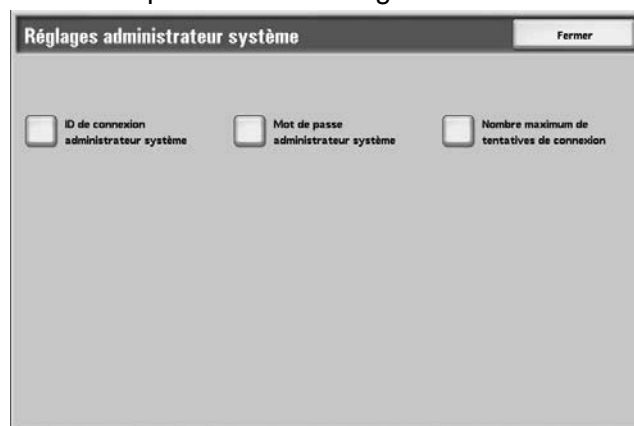 Réglages administrateur système
Fermer
ID de connexion
administrateur système
Mot de passe
administrateur système
Nombre maximum de
tentatives de connexion